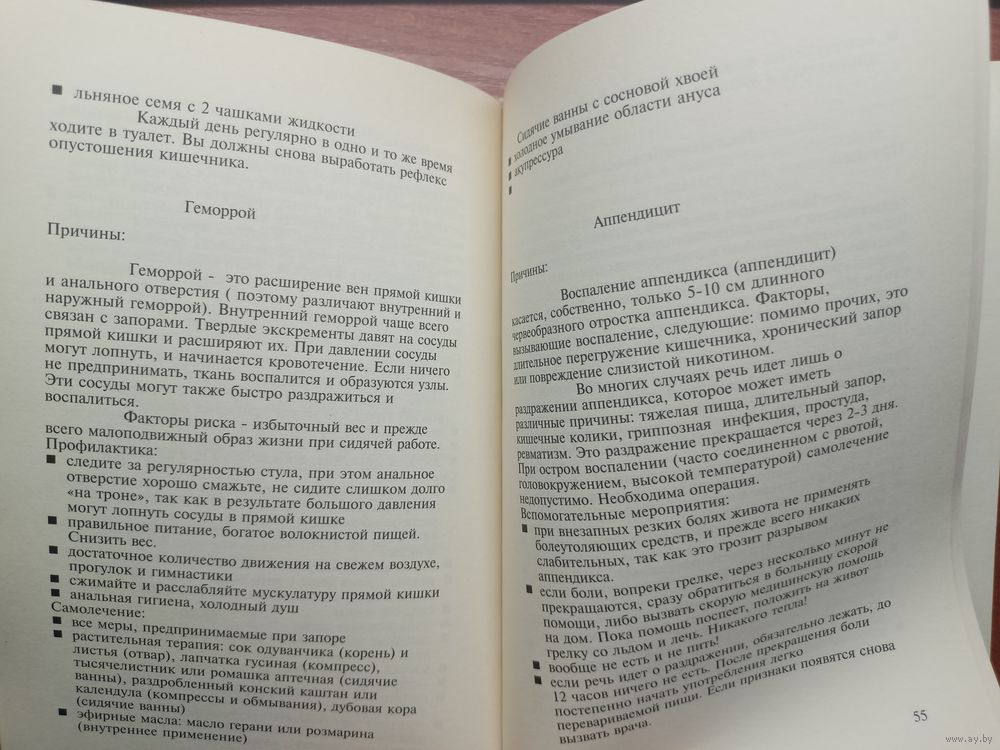 льняное семя с 2 чашками жидкости
Каждый день регулярно в одно и то же время
ходите в туалет. Вы должны снова выработать рефлекс
опустошения кишечника.
Геморрой
Причины:
Геморрой - это расширение вен прямой кишки
и анального отверстия ( поэтому различают внутренний и
наружный геморрой). Внутренний геморрой чаще всего
связан с запорами. Твердые экскременты давят на сосуды
прямой кишки и расширяют их. При давлении сосуды
могут лопнуть, и начинается кровотечение. Если ничего
не предпринимать, ткань воспалится и образуются узлы.
Эти сосуды могут также быстро раздражиться и
воспалиться.
Факторы риска - избыточный вес и прежде
всего малоподвижный образ жизни при сидячей работе.
Профилактика:
■ следите за регулярностью стула, при этом анальное
отверстие хорошо смажьте, не сидите слишком долго
«на троне», так как в результате большого давления
могут лопнуть сосуды в прямой кишке
■ правильное питание, богатое волокнистой пищей.
Снизить вес.
■ достаточное количество движения на свежем воздухе,
прогулок и гимнастики
■ сжимайте и расслабляйте мускулатуру прямой кишки
■ анальная гигиена, холодный душ
Самолечение:
■ все меры, предпринимаемые при запоре
■ растительная терапия: сок одуванчика (корень) и
листья (отвар), лапчатка гусиная (компресс),
тысячелистник или ромашка аптечная (сидячие
ванны), раздробленный конский каштан или
календула (компрессы и обмывания), дубовая кора
(сидячие ванны)
■ эфирные масла: масло герани или розмарина
(внутреннее применение)
Сидячие ванны с сосновой хвоей
■ холодное умывание области ануса
■ акупрессура
■
Аппендицит
Причины:
Воспаление аппендикса (аппендицит)
касается, собственно, только 5-10 см длинного
червеобразного отростка аппендикса. Факторы,
вызывающие воспаление, следующие: помимо прочих, это
длительное перегружение кишечника, хронический запор
или повреждение слизистой никотином.
Во многих случаях речь идет лишь о
раздражении аппендикса, которое может иметь
различные причины: тяжелая пища, длительный запор,
кишечные колики, гриппозная инфекция, простуда,
ревматизм. Это раздражение прекращается через 2-3 дня.
При остром воспалении (часто соединенном с рвотой,
головокружением, высокой температурой) самолечение
недопустимо. Необходима операция.
Вспомогательные мероприятия:
■ при внезапных резких болях живота не применять
болеутоляющих средств, и прежде всего никаких
слабительных, так как это грозит разрывом
аппендикса.
■ если боли, вопреки грелке, через несколько минут не
прекращаются, сразу обратиться в больницу скорой
помощи, либо вызвать скорую медицинскую помощь
на дом. Пока помощь поспеет, положить на живот
грелку со льдом и лечь. Никакого тепла!
■ вообще не есть и не пить!
■ если речь идет о раздражении, обязательно лежать, до
12 часов ничего не есть. После прекращения боли
постепенно начать употребления легко
перевариваемой пищи. Если признаки появятся снова
вызвать врача.
55
www.ay.by